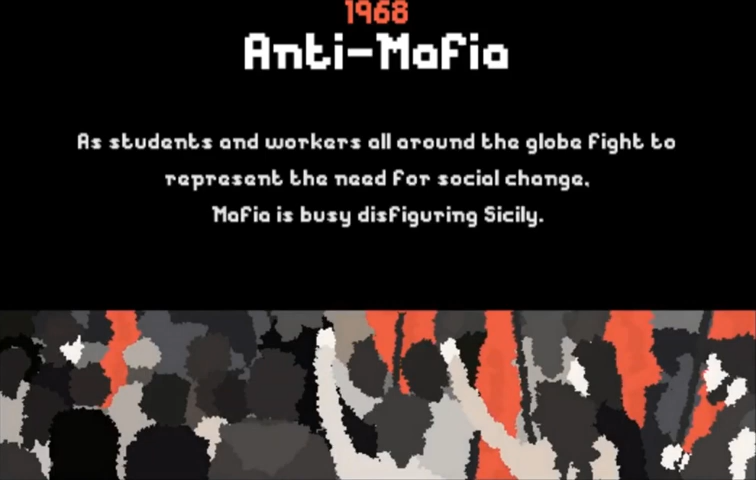 1968
Anti-Mafia
As students and workers all around the globe fight to
represent the need for social change,
Mafia is busy disfiguring Sicily.